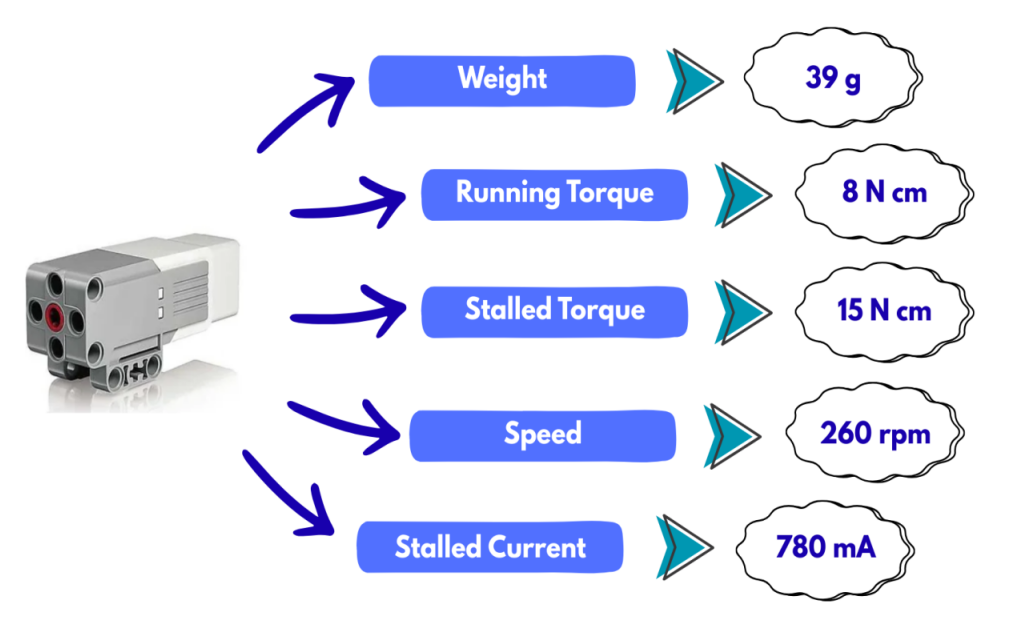 Weight
39 g
Running Torque
8 N cm
Stalled Torque
15 N cm
Speed
260 rpm
Stalled Current
780 mA